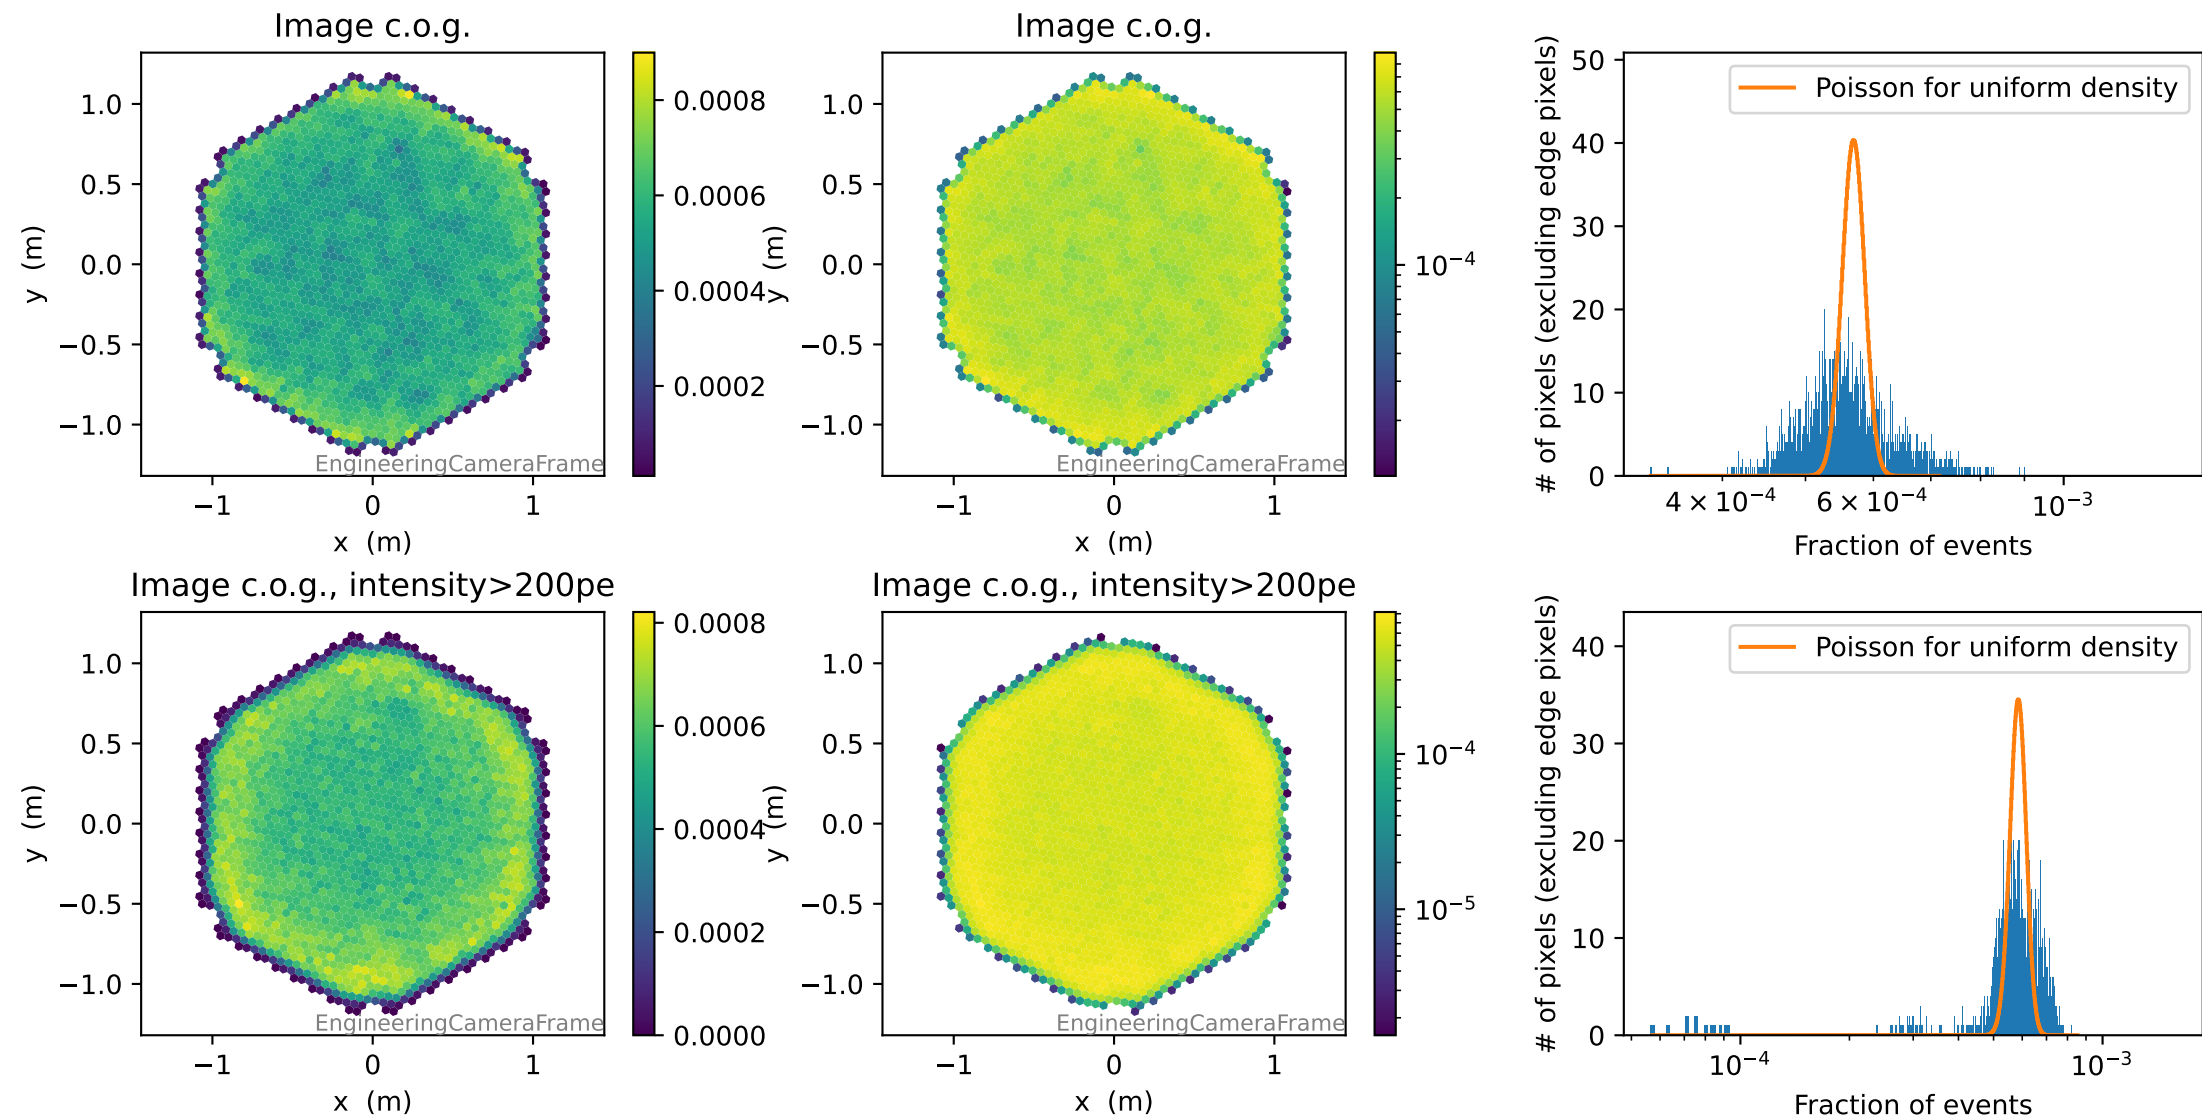 Image c.o.g.
y (m)
1.0
0.5
0.0
−0.5
−1.0
−1
0
1
x (m)
EngineeringCameraFrame
0.0008
0.0006
0.0004
0.0002
Image c.o.g.
y (m)
1.0
0.5
0.0
−0.5
−1.0
−1
0
1
x (m)
EngineeringCameraFrame
10⁻⁴
# of pixels (excluding edge pixels)
50
40
30
20
10
0
Poisson for uniform density
4 × 10⁻⁴
6 × 10⁻⁴
10⁻³
Fraction of events
Image c.o.g., intensity>200pe
y (m)
1.0
0.5
0.0
−0.5
−1.0
−1
0
1
x (m)
EngineeringCameraFrame
0.0008
0.0006
0.0004
0.0002
0.0000
Image c.o.g., intensity>200pe
y (m)
1.0
0.5
0.0
−0.5
−1.0
−1
0
1
x (m)
EngineeringCameraFrame
10⁻⁴
10⁻⁵
# of pixels (excluding edge pixels)
40
30
20
10
0
Poisson for uniform density
10⁻⁴
10⁻³
Fraction of events